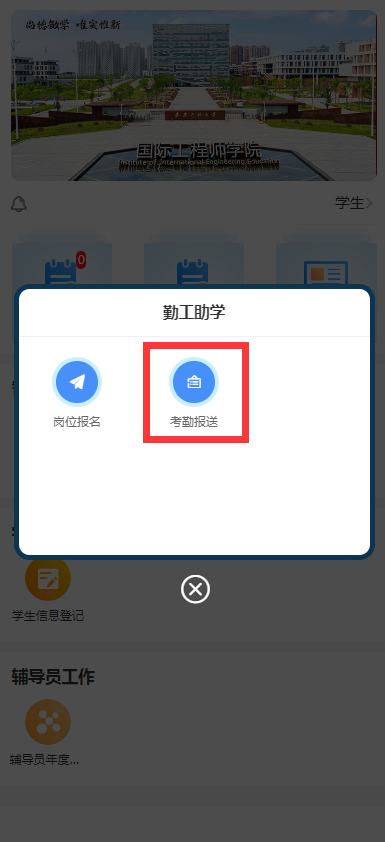 尚德敏学 唯实惟新
国际工程师学院
Institute of International Engineering Education
学生
0
勤工助学
岗位报名
考勤报送
学生信息登记
辅导员工作
辅导员年度...